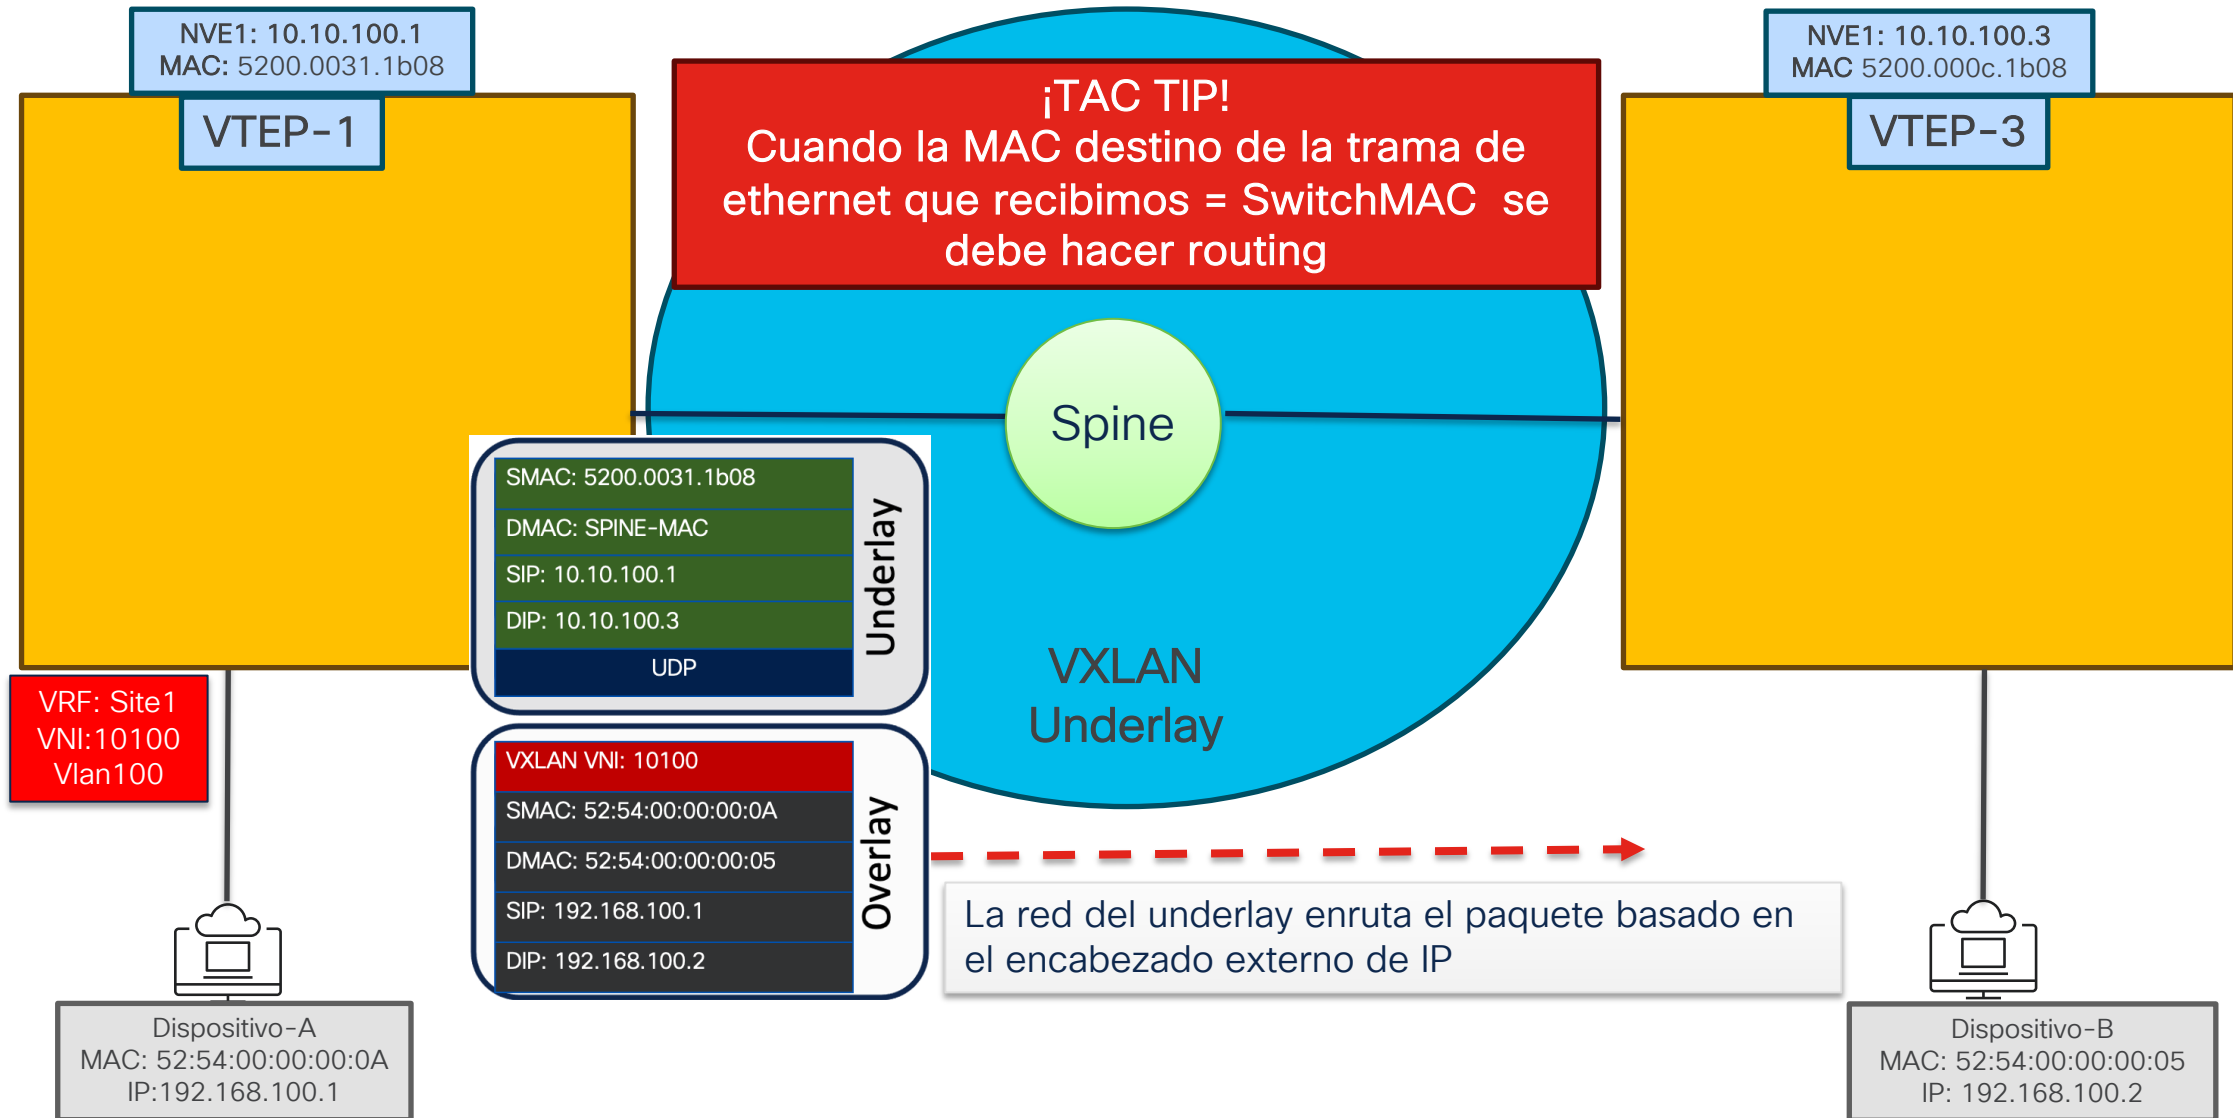 NVE1: 10.10.100.1
MAC: 5200.0031.1b08
VTEP-1
¡TAC TIP!
Cuando la MAC destino de la trama de
ethernet que recibimos = SwitchMAC se
debe hacer routing
NVE1: 10.10.100.3
MAC 5200.000c.1b08
VTEP-3
Spine
VXLAN
Underlay
SMAC: 5200.0031.1b08
DMAC: SPINE-MAC
SIP: 10.10.100.1
DIP: 10.10.100.3
UDP
Underlay
VRF: Site1
VNI:10100
Vlan100
VXLAN VNI: 10100
SMAC: 52:54:00:00:00:0A
DMAC: 52:54:00:00:00:05
SIP: 192.168.100.1
DIP: 192.168.100.2
Overlay
La red del underlay enruta el paquete basado en
el encabezado externo de IP
Dispositivo-A
MAC: 52:54:00:00:00:0A
IP:192.168.100.1
Dispositivo-B
MAC: 52:54:00:00:00:05
IP: 192.168.100.2